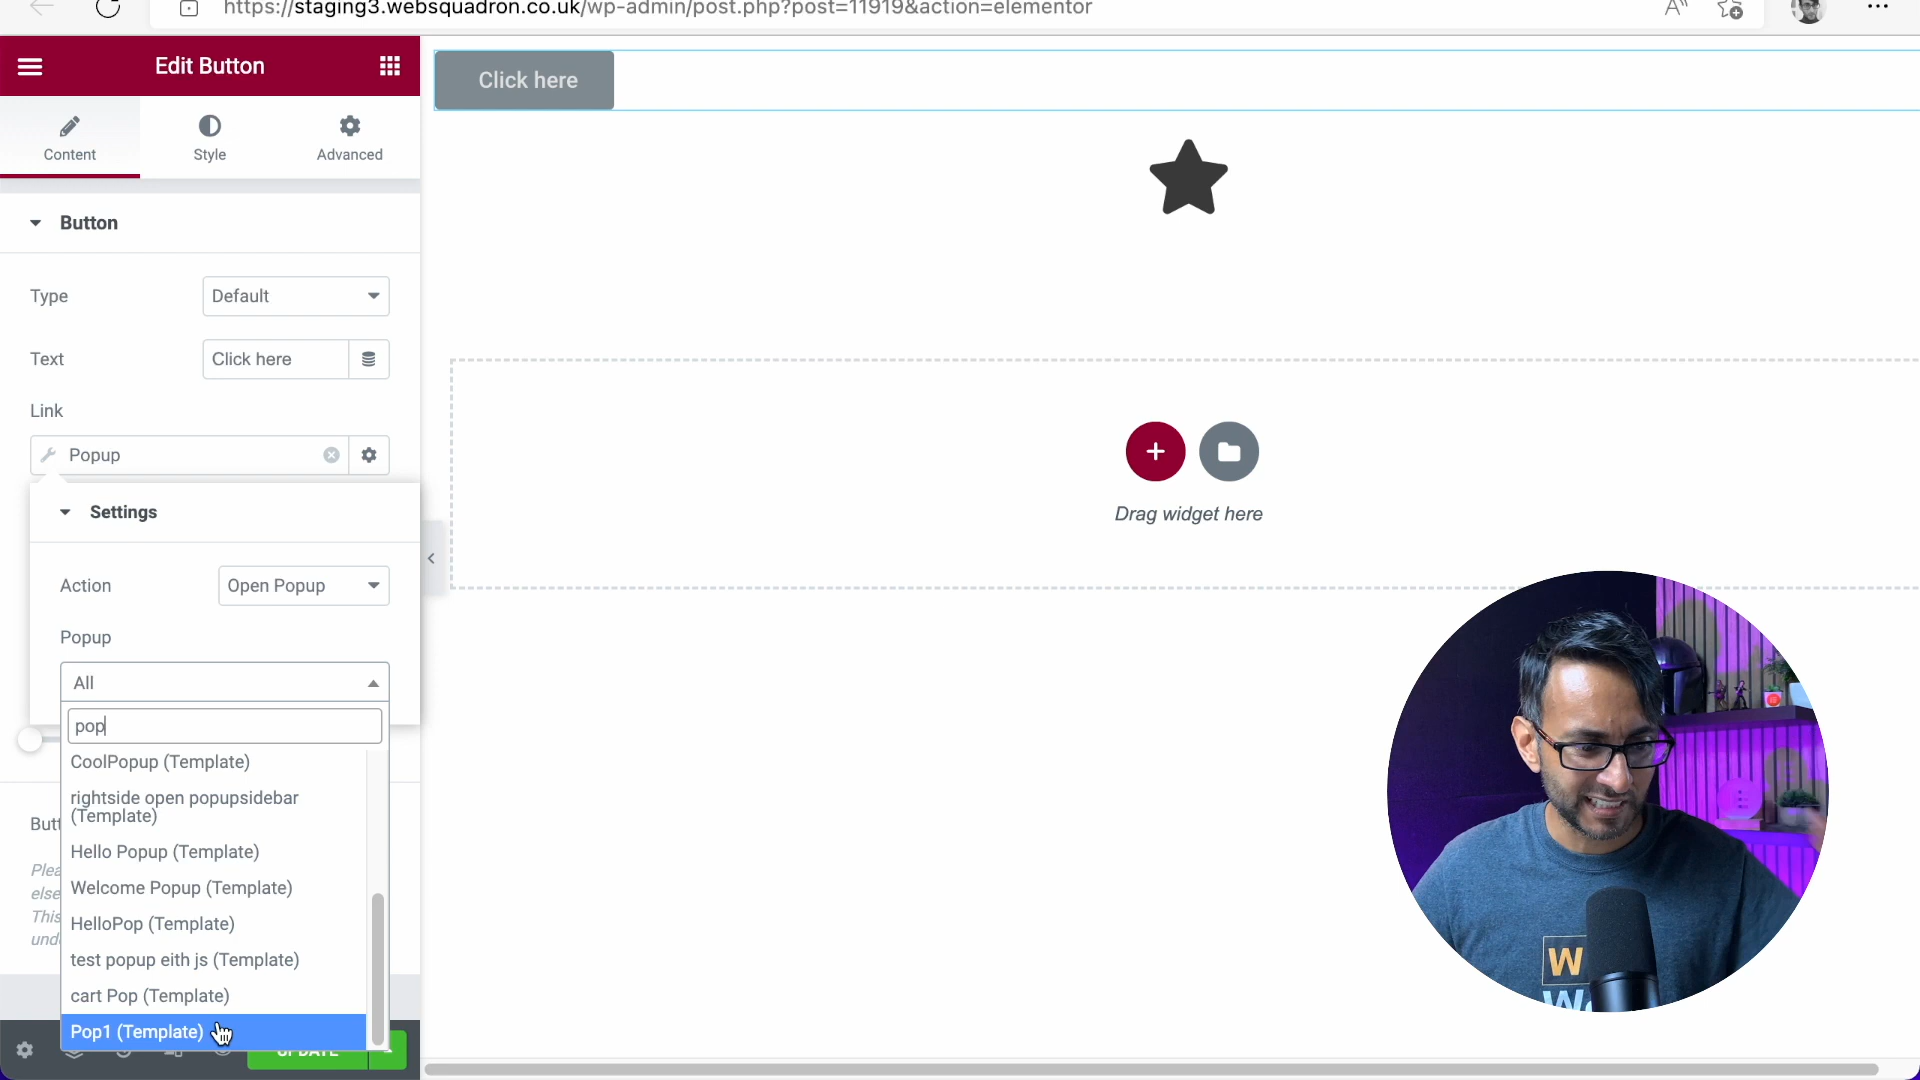 https://staging3.websquadron.co.uk/wp-admin/post.php?post=11919&action=elementor
Edit Button
Click here
Content
Style
Advanced
Button
Type
Default
Text
Click here
Link
Popup
Settings
Action
Open Popup
Popup
All
pop
CoolPopup (Template)
rightside open popupsidebar
(Template)
Hello Popup (Template)
Welcome Popup (Template)
HelloPop (Template)
test popup eith js (Template)
cart Pop (Template)
Pop1 (Template)
Drag widget here
W